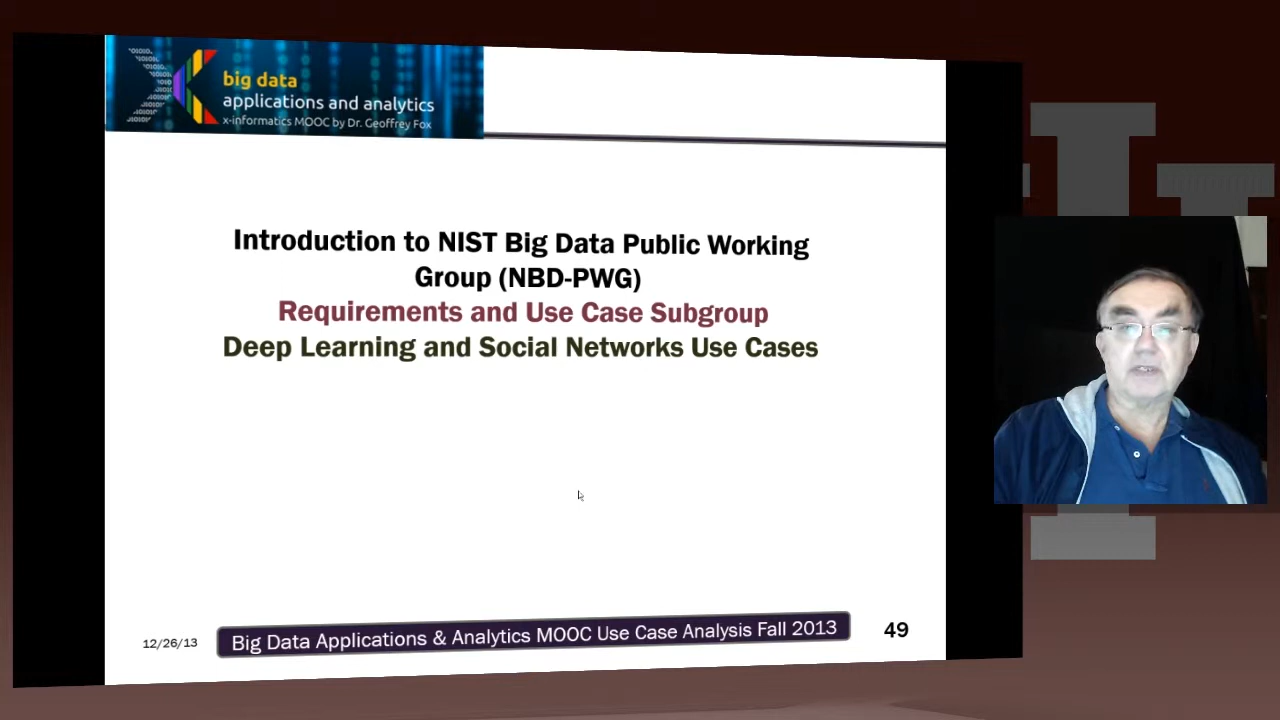 big data
applications and analytics
x-informatics MOOC by Dr. Geoffrey Fox
Introduction to NIST Big Data Public Working
Group (NBD-PWG)
Requirements and Use Case Subgroup
Deep Learning and Social Networks Use Cases
12/26/13
Big Data Applications & Analytics MOOC Use Case Analysis Fall 2013
49